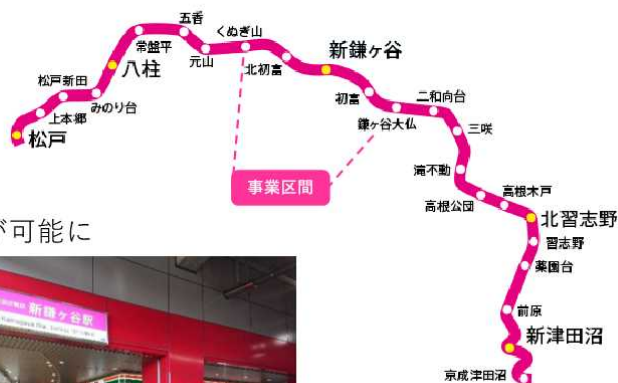 五香
くぬぎ山
常盤平
元山
新鎌ヶ谷
北初富
八柱
松戸新田
みのり台
上本郷
松戸
初富
二和向台
鎌ヶ谷大仏
三咲
事業区間
滝不動
高根木戸
高根公団
北習志野
習志野
薬園台
が可能に
新鎌ヶ谷駅
前原
新津田沼
京成津田沼